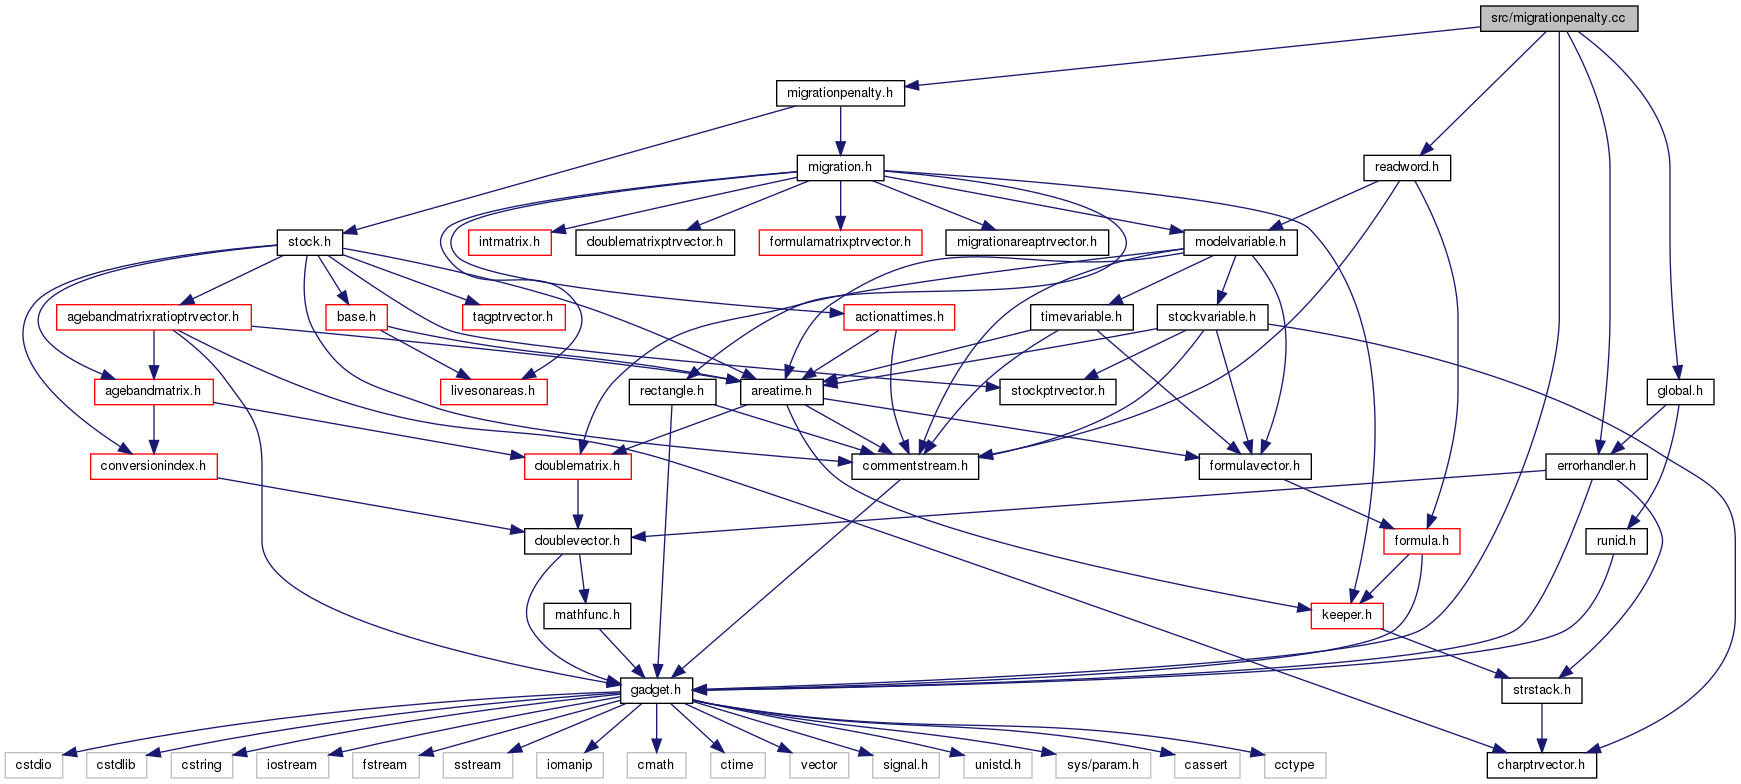 src/migrationpenalty.cc
migrationpenalty.h
migration.h
readword.h
stock.h
intmatrix.h
doublematrixptrvector.h
formulamatrixptrvector.h
migrationareaptrvector.h
modelvariable.h
agebandmatrixratioptrvector.h
base.h
tagptrvector.h
actionattimes.h
timevariable.h
stockvariable.h
agebandmatrix.h
livesonareas.h
rectangle.h
areatime.h
stockptrvector.h
global.h
conversionindex.h
doublematrix.h
commentstream.h
formulavector.h
errorhandler.h
doublevector.h
formula.h
runid.h
mathfunc.h
keeper.h
gadget.h
strstack.h
cstdio
cstdlib
cstring
iostream
fstream
sstream
iomanip
cmath
ctime
vector
signal.h
unistd.h
sys/param.h
cassert
cctype
charptrvector.h